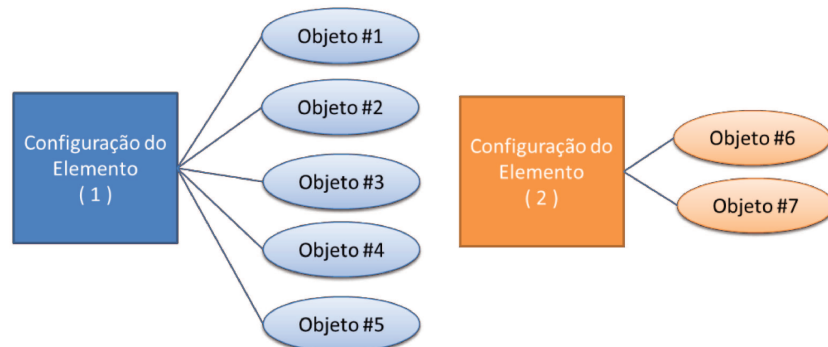 Configuração do
Elemento
( 1 )
Objeto #1
Objeto #2
Objeto #3
Objeto #4
Objeto #5
Configuração do
Elemento
( 2 )
Objeto #6
Objeto #7